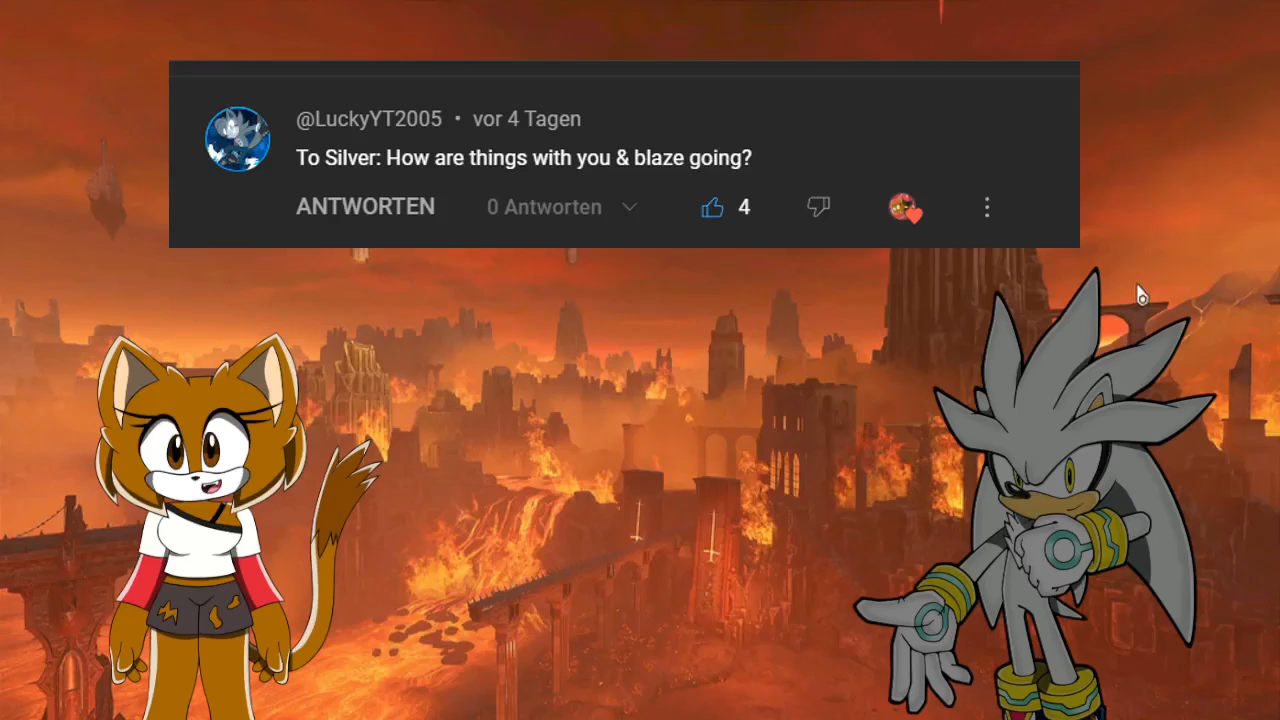 @LuckyYT2005 • vor 4 Tagen
To Silver: How are things with you & blaze going?
ANTWORTEN 0 Antworten 4